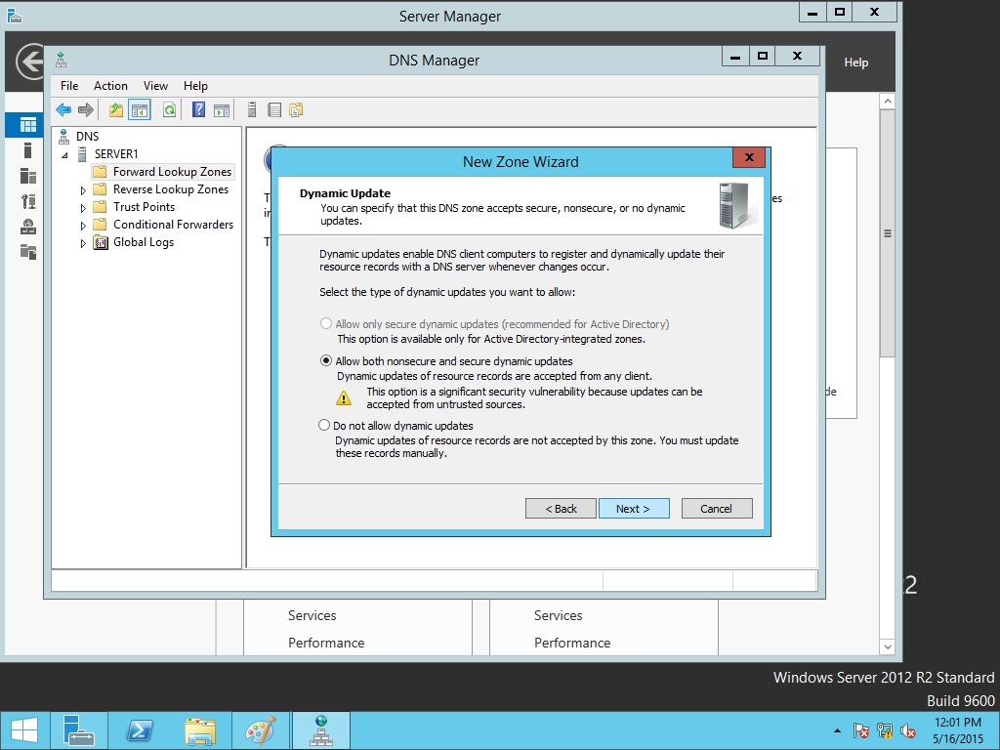 Server Manager
DNS Manager
Help
File Action View Help
DNS
SERVER1
Forward Lookup Zones
Reverse Lookup Zones
Trust Points
Conditional Forwarders
Global Logs
New Zone Wizard
Dynamic Update
You can specify that this DNS zone accepts secure, nonsecure, or no dynamic
updates.
Dynamic updates enable DNS client computers to register and dynamically update their
resource records with a DNS server whenever changes occur.
Select the type of dynamic updates you want to allow:
Allow only secure dynamic updates (recommended for Active Directory)
This option is available only for Active Directory-integrated zones.
Allow both nonsecure and secure dynamic updates
Dynamic updates of resource records are accepted from any client.
This option is a significant security vulnerability because updates can be
accepted from untrusted sources.
Do not allow dynamic updates
Dynamic updates of resource records are not accepted by this zone. You must update
these records manually.
< Back Next > Cancel
Services Services
Performance Performance
Windows Server 2012 R2 Standard
Build 9600
12:01 PM
5/16/2015